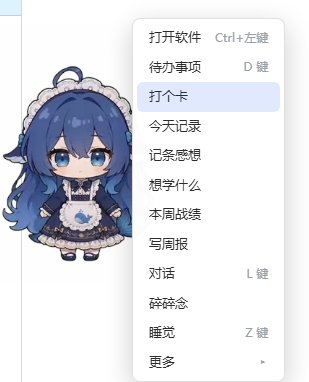 打开软件 Ctrl+左键
待办事项 D 键
打个卡
今天记录
记条感想
想学什么
本周战绩
写周报
对话 L 键
碎碎念
睡觉 Z 键
更多